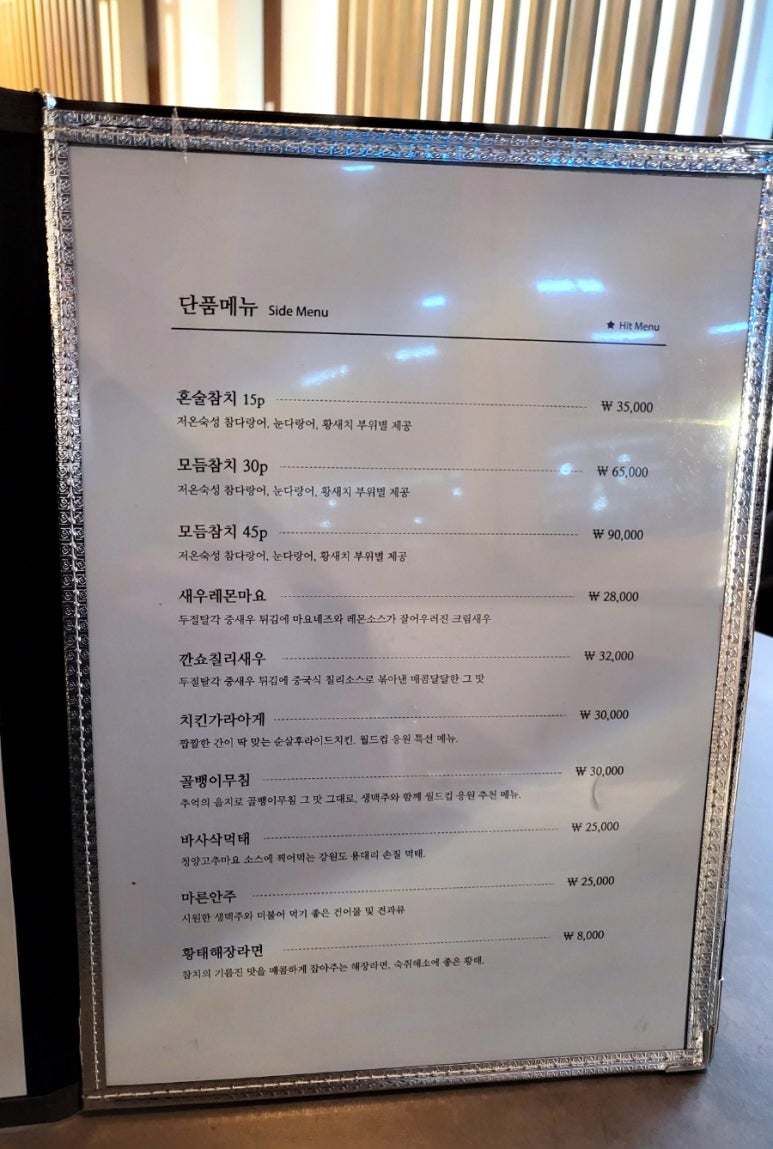 단품메뉴 Side Menu
★ Hit Menu
혼술참치 15p ₩ 35,000
저온숙성 참다랑어, 눈다랑어, 황새치 부위별 제공
모듬참치 30p ₩ 65,000
저온숙성 참다랑어, 눈다랑어, 황새치 부위별 제공
모듬참치 45p ₩ 90,000
저온숙성 참다랑어, 눈다랑어, 황새치 부위별 제공
새우레몬마요 ₩ 28,000
두절탈각 중새우 튀김에 마요네즈와 레몬소스가 잘어우러진 크림새우
깐쇼칠리새우 ₩ 32,000
두절탈각 중새우 튀김에 중국식 칠리소스로 볶아낸 매콤달달한 그 맛
치킨가라아게 ₩ 30,000
짭짤한 간이 딱 맞는 순살후라이드치킨. 월드컵 응원 특선 메뉴.
골뱅이무침 ₩ 30,000
추억의 을지로 골뱅이무침 그 맛 그대로, 생맥주와 함께 월드컵 응원 추천 메뉴.
바사삭먹태 ₩ 25,000
청양고추마요 소스에 찍어먹는 강원도 용대리 손질 먹태.
마른안주 ₩ 25,000
시원한 생맥주와 더불어 먹기 좋은 건어물 및 견과류
황태해장라면 ₩ 8,000
참치의 기름진 맛을 매콤하게 잡아주는 해장라면, 숙취해소에 좋은 황태.